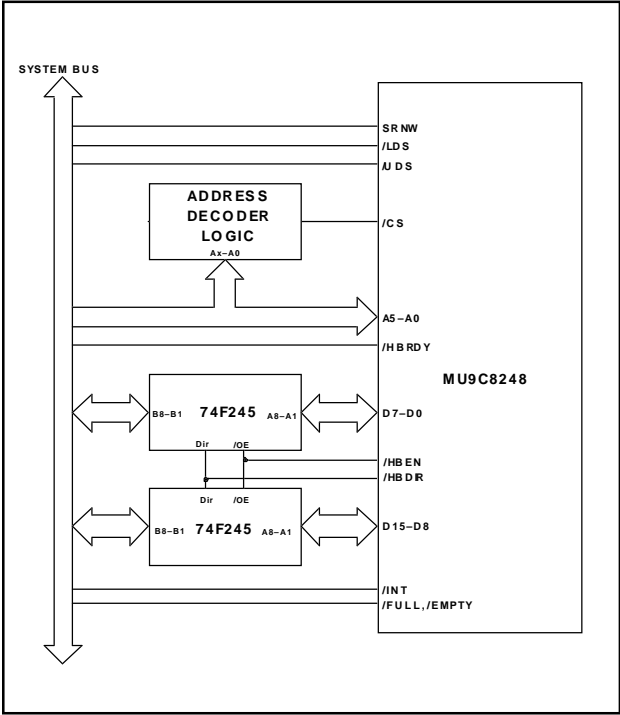 SYSTEM BUS
SRNW
/LDS
/UDS
ADDRESS
DECODER
LOGIC
Ax–A0
/CS
A5–A0
/HBRDY
MU9C8248
B8–B1 74F245 A8–A1
D7–D0
Dir /OE
/HBEN
/HBDIR
Dir /OE
B8–B1 74F245 A8–A1
D15–D8
/INT
/FULL,/EMPTY